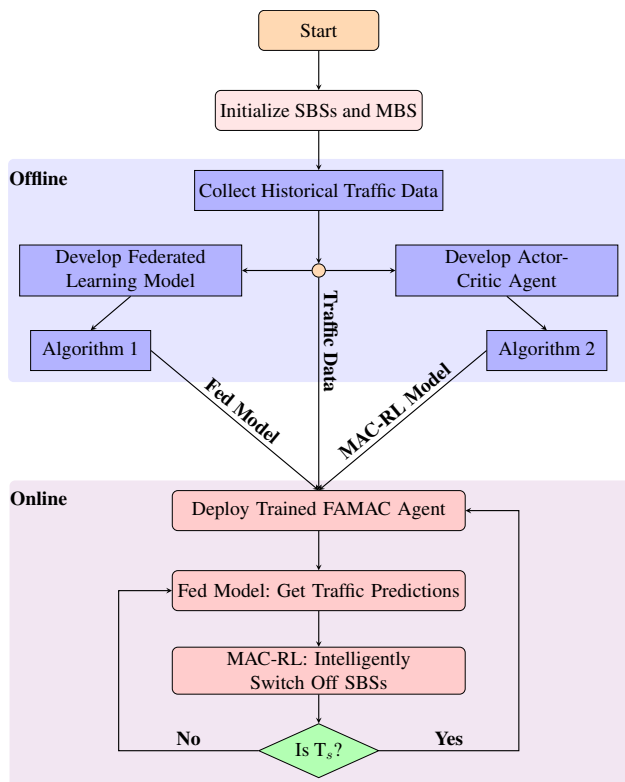 Start
Initialize SBSs and MBS
Offline
Collect Historical Traffic Data
Develop Federated
Learning Model
Develop Actor-
Critic Agent
Algorithm 1
Algorithm 2
Fed Model
Traffic Data
MAC-RL Model
Online
Deploy Trained FAMAC Agent
Fed Model: Get Traffic Predictions
MAC-RL: Intelligently
Switch Off SBSs
No
Is Tₛ?
Yes